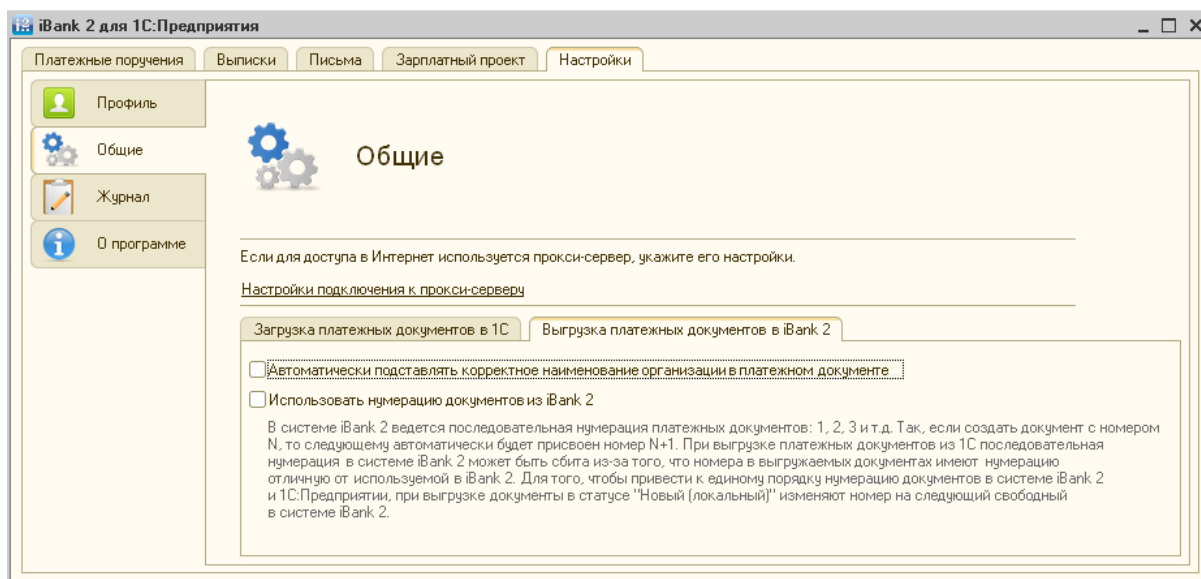 iBank 2 для 1С:Предприятия
Платежные поручения Выписки Письма Зарплатный проект Настройки
Профиль
Общие
Журнал
О программе
Общие
Если для доступа в Интернет используется прокси-сервер, укажите его настройки.
Настройки подключения к прокси-серверу
Загрузка платежных документов в 1С Выгрузка платежных документов в iBank 2
Автоматически подставлять корректное наименование организации в платежном документе
Использовать нумерацию документов из iBank 2
В системе iBank 2 ведется последовательная нумерация платежных документов: 1, 2, 3 и т.д. Так, если создать документ с номером
N, то следующему автоматически будет присвоен номер N+1. При выгрузке платежных документов из 1С последовательная
нумерация в системе iBank 2 может быть сбита из-за того, что номера в выгружаемых документах имеют нумерацию
отличную от используемой в iBank 2. Для того, чтобы привести к единому порядку нумерацию документов в системе iBank 2
и 1С:Предприятии, при выгрузке документы в статусе "Новый (локальный)" изменяют номер на следующий свободный
в системе iBank 2.